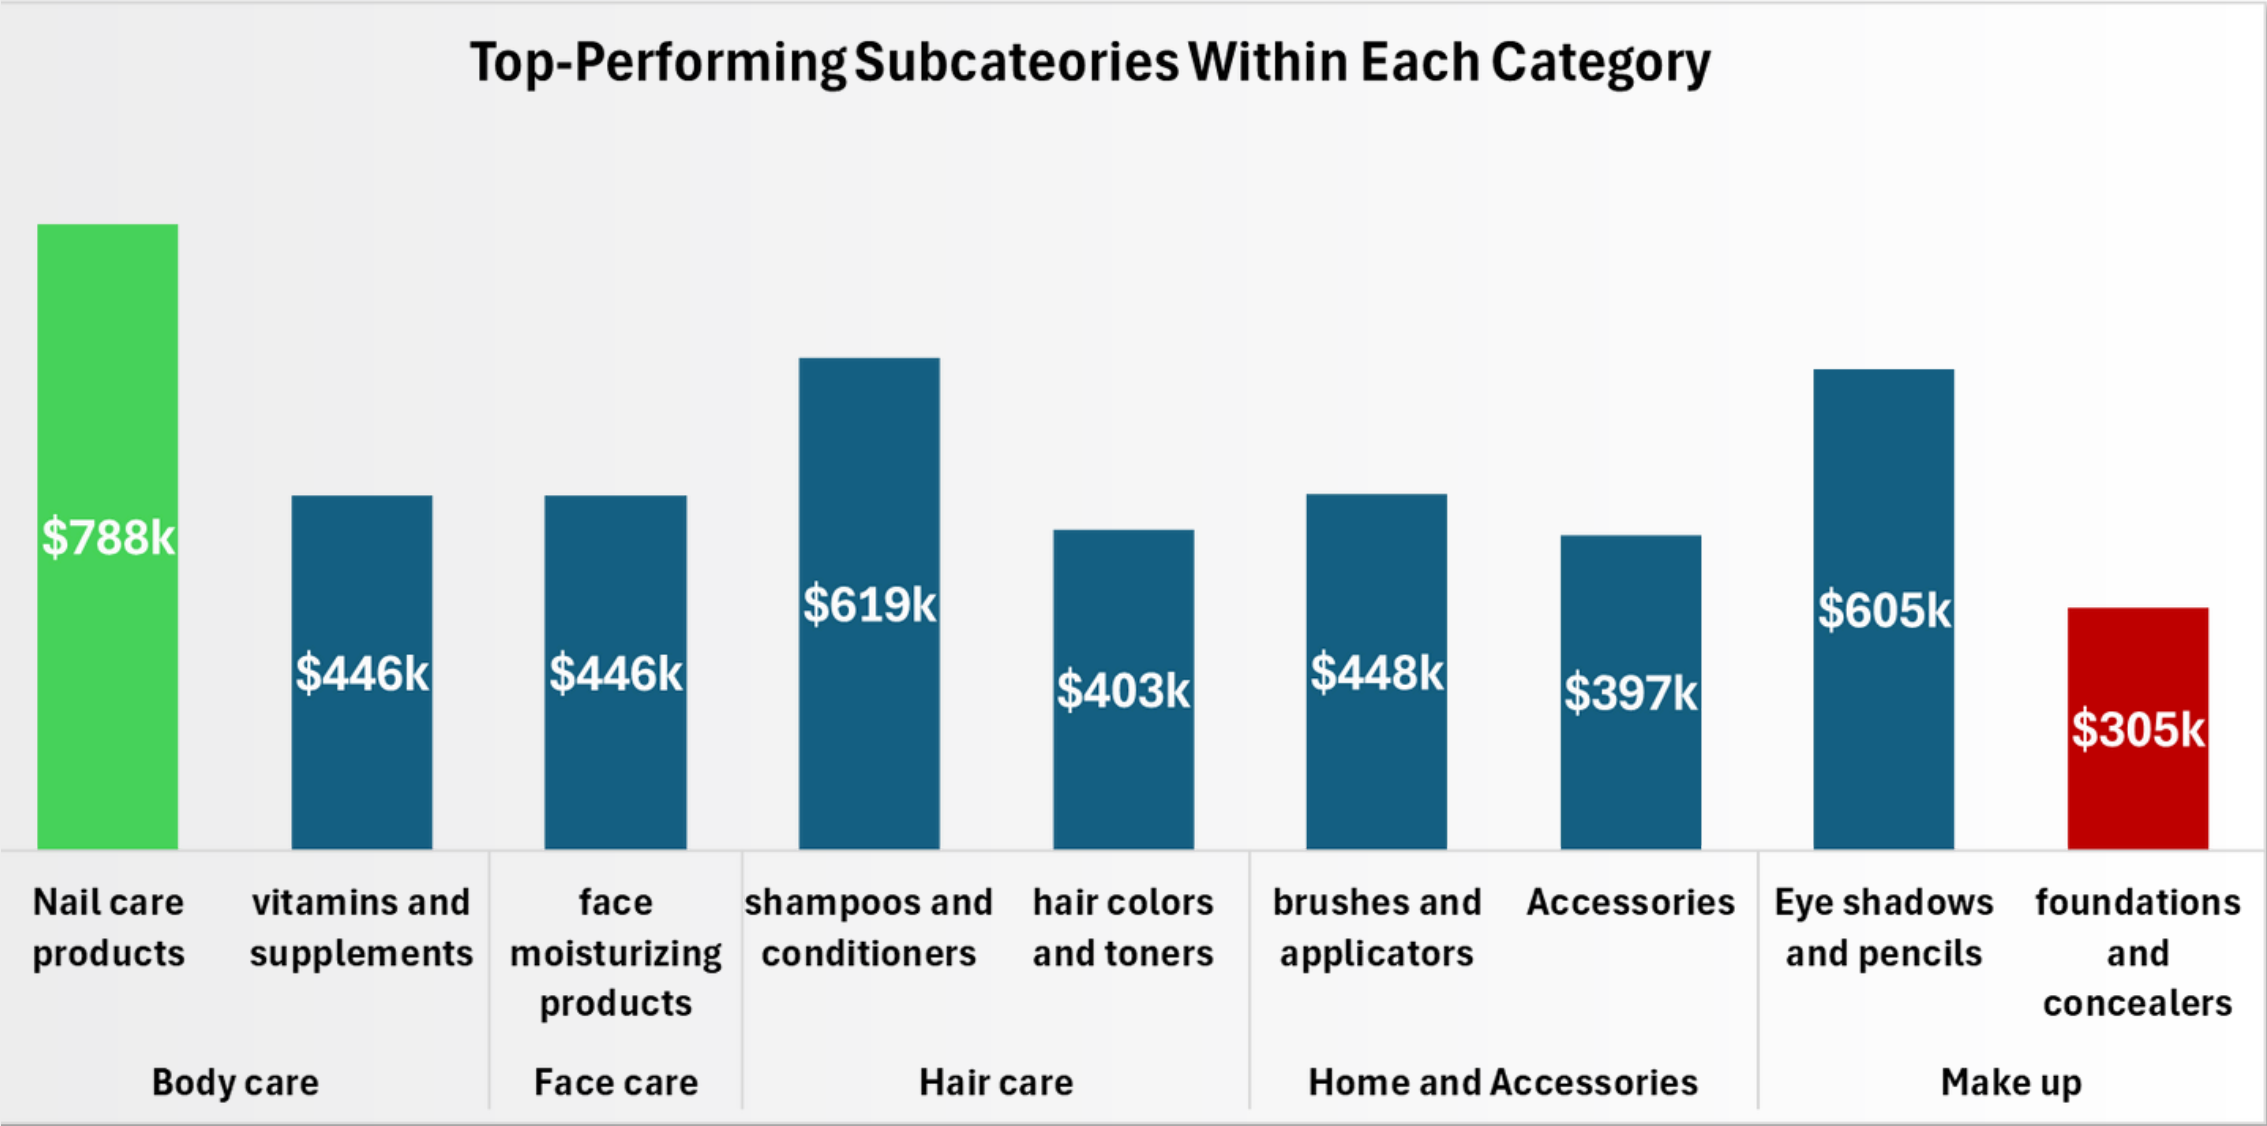 Top-Performing Subcateories Within Each Category
$788k
$446k
$446k
$619k
$403k
$448k
$397k
$605k
$305k
Nail care
products
vitamins and
supplements
face
moisturizing
products
shampoos and
conditioners
hair colors
and toners
brushes and
applicators
Accessories
Eye shadows
and pencils
foundations
and
concealers
Body care
Face care
Hair care
Home and Accessories
Make up